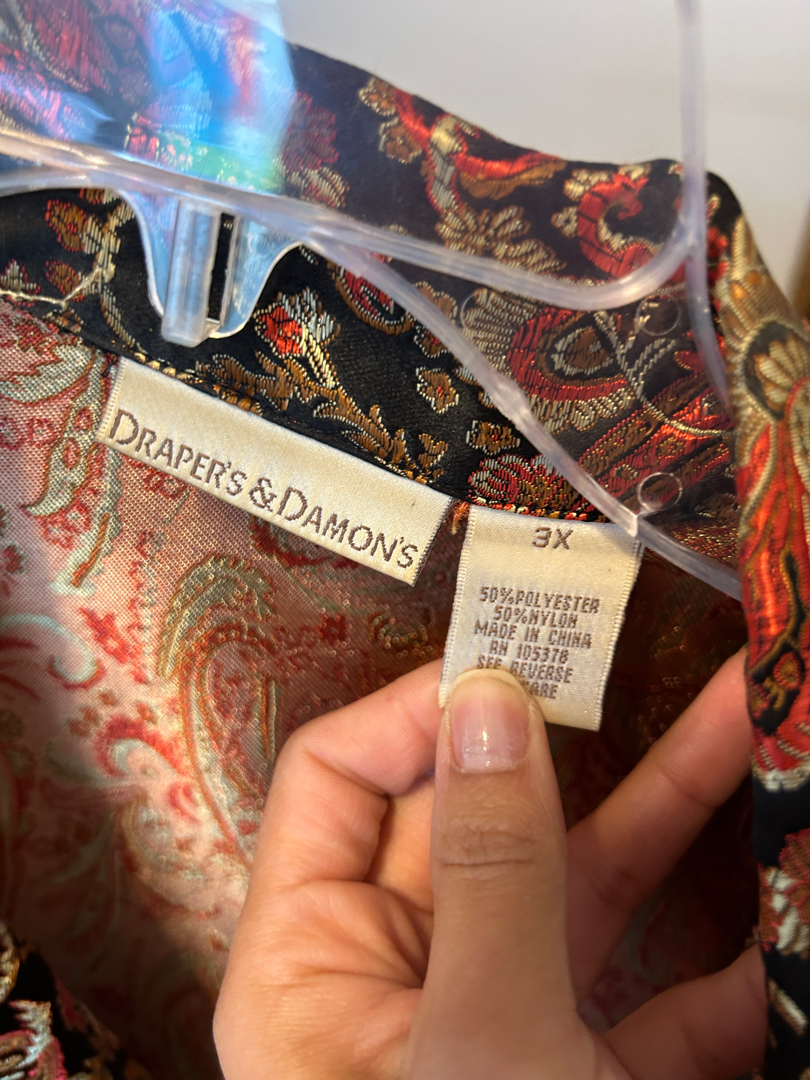 DRAPER'S & DAMON'S
3X
50%POLYESTER
50%NYLON
MADE IN CHINA
RN 105378
SEE REVERSE